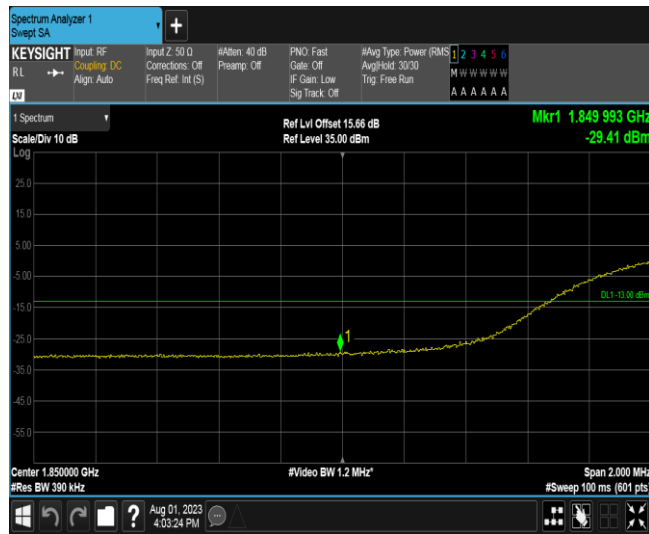 Spectrum Analyzer 1
Swept SA
+
KEYSIGHT
RL
LXI
Input: RF
Coupling: DC
Align: Auto
Input Z: 50 Ω
Corrections: Off
Freq Ref: Int (S)
#Atten: 40 dB
Preamp: Off
PNO: Fast
Gate: Off
IF Gain: Low
Sig Track: Off
#Avg Type: Power (RMS
Avg|Hold: 30/30
Trig: Free Run
1 2 3 4 5 6
M W W W W W
A A A A A A
1 Spectrum
Scale/Div 10 dB
Log
Ref Lvl Offset 15.66 dB
Ref Level 35.00 dBm
Mkr1 1.849 993 GHz
-29.41 dBm
25.0
15.0
5.00
-5.00
-15.0
-25.0
-35.0
-45.0
-55.0
DL1 -13.00 dBm
1
Center 1.850000 GHz
#Res BW 390 kHz
#Video BW 1.2 MHz*
Span 2.000 MHz
#Sweep 100 ms (601 pts)
?
Aug 01, 2023
4:03:24 PM